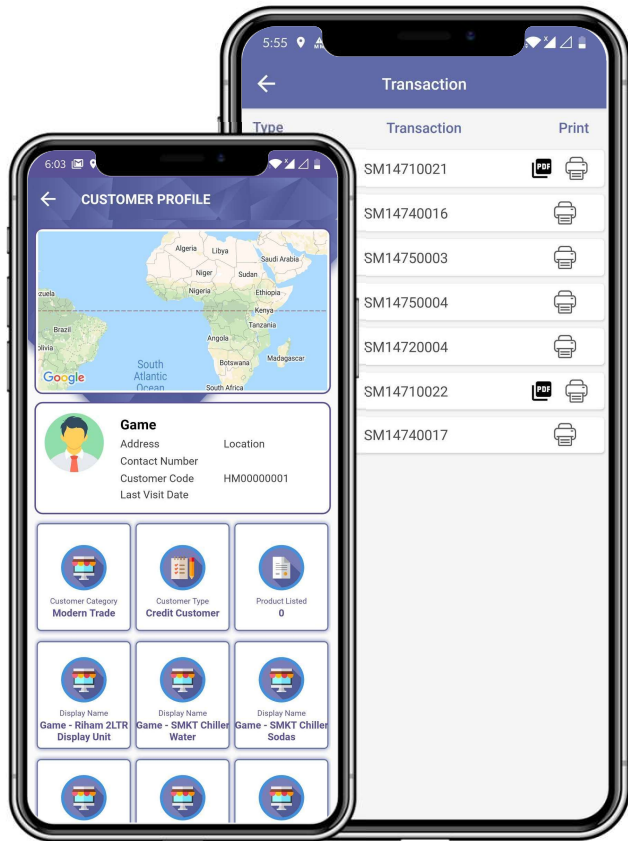 5:55
Transaction
Type Transaction Print
SM14710021 PDF
SM14740016
SM14750003
SM14750004
SM14720004
SM14710022 PDF
SM14740017
6:03
CUSTOMER PROFILE
Algeria Libya
Saudi Arabia
Niger Sudan
Nigeria Ethiopia
zuela
Kenya
Brazil Tanzania
Angola
olivia
South Botswana Madagascar
Atlantic
Ocean South Africa
Google
Game
Address Location
Contact Number
Customer Code HM00000001
Last Visit Date
Customer Category
Modern Trade
Customer Type
Credit Customer
Product Listed
0
Display Name
Game - Riham 2LTR
Display Unit
Display Name
Game - SMKT Chiller
Water
Display Name
Game - SMKT Chiller
Sodas